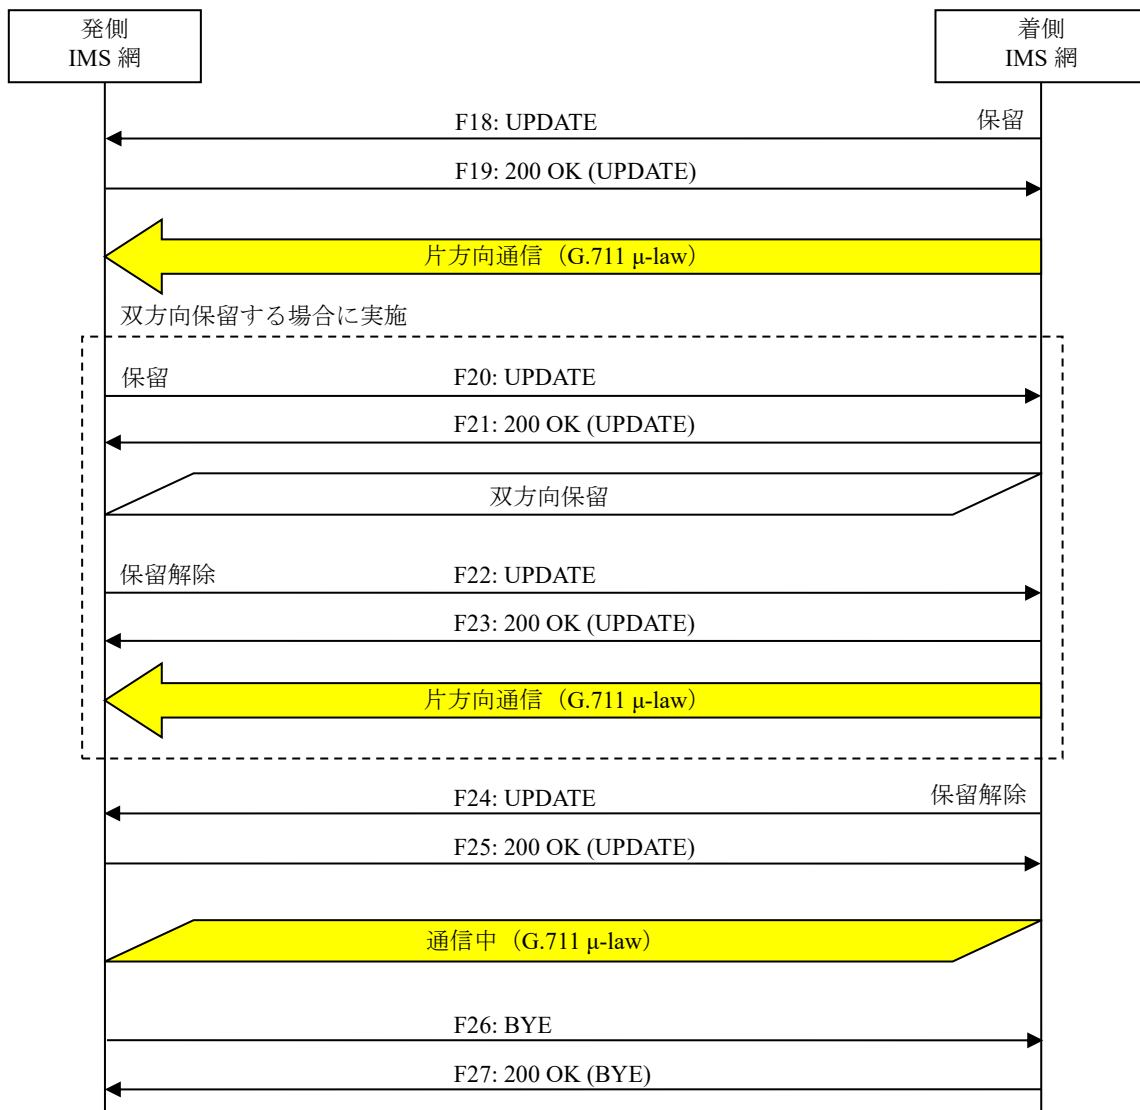 発側
IMS 網
着側
IMS 網
F18: UPDATE
保留
F19: 200 OK (UPDATE)
片方向通信（G.711 μ-law）
双方向保留する場合に実施
保留
F20: UPDATE
F21: 200 OK (UPDATE)
双方向保留
保留解除
F22: UPDATE
F23: 200 OK (UPDATE)
片方向通信（G.711 μ-law）
F24: UPDATE
保留解除
F25: 200 OK (UPDATE)
通信中（G.711 μ-law）
F26: BYE
F27: 200 OK (BYE)